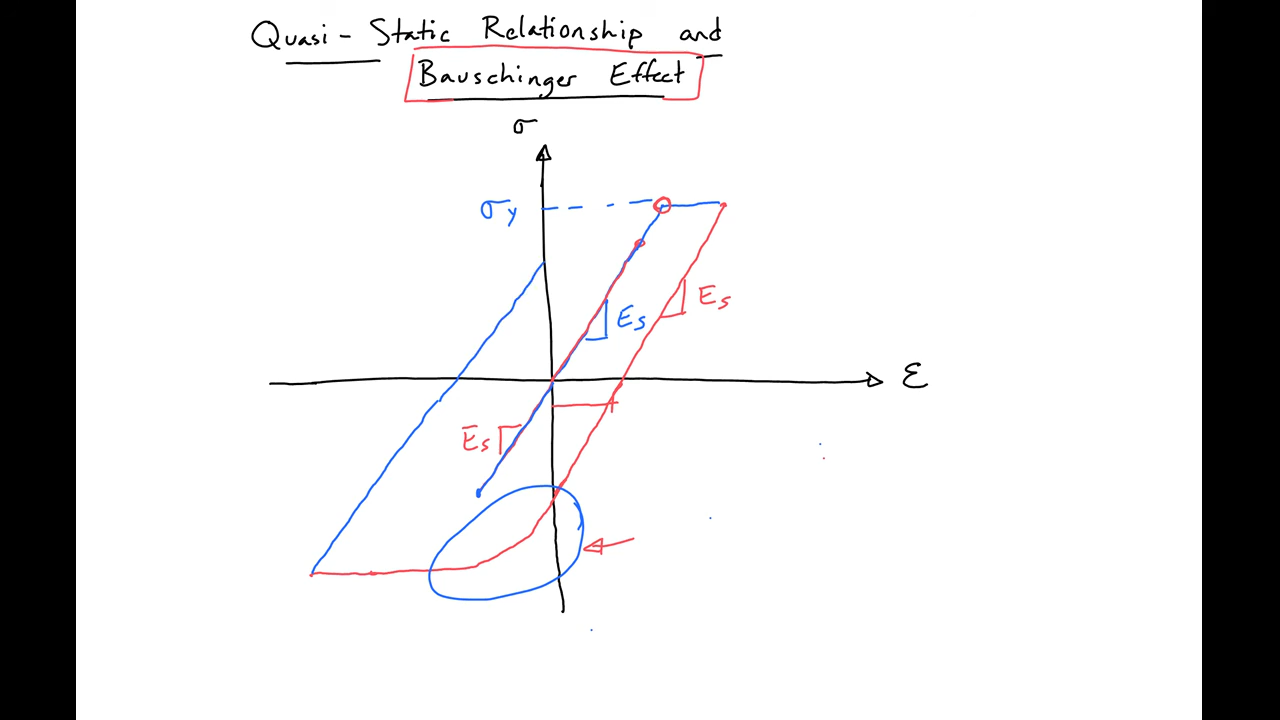 Quasi - Static Relationship and
Bauschinger Effect
σ
σy
Es
Es
ε
Es